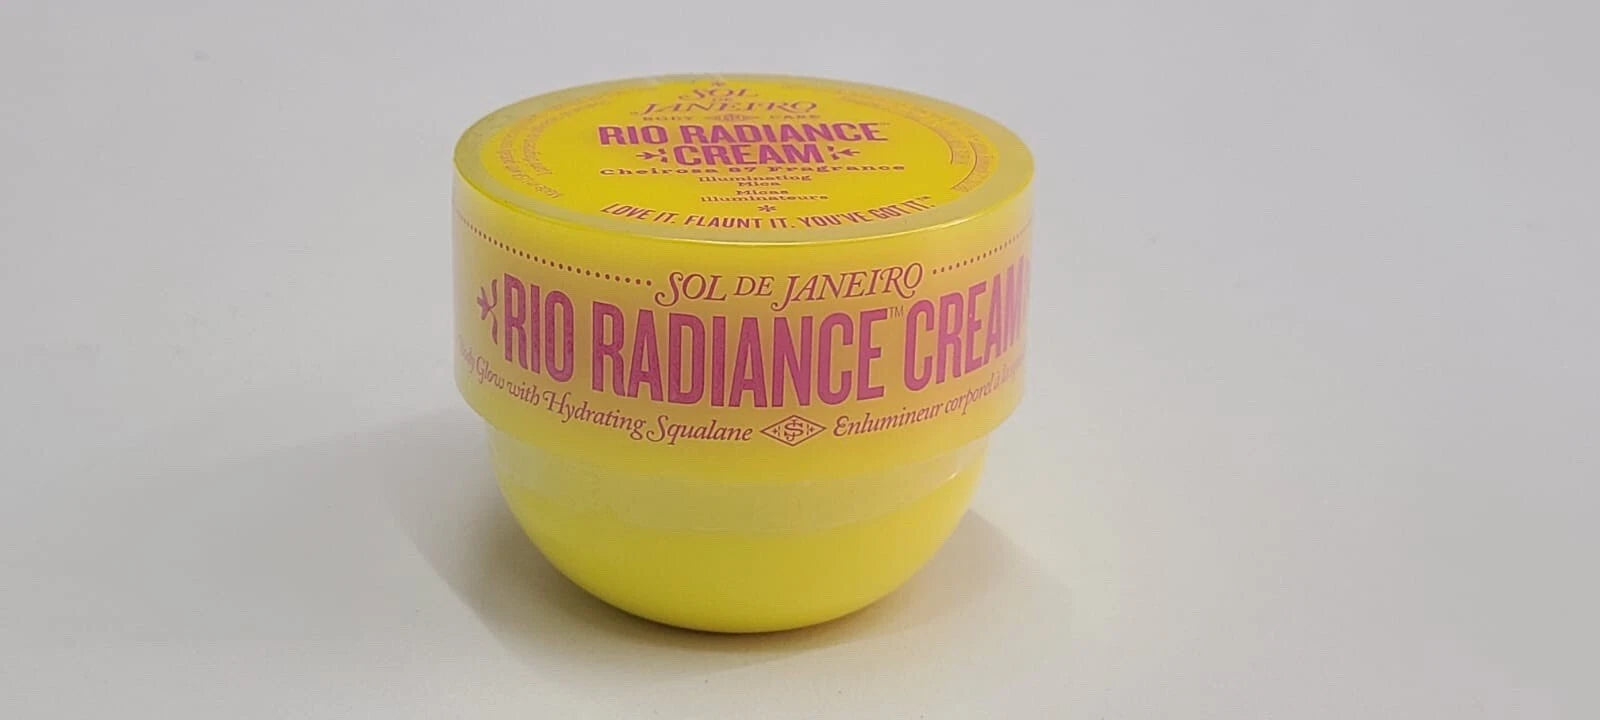 SOL
DE
JANEIRO
BODY CARE
RIO RADIANCE™
CREAM
Cheirosa 87 Fragrance
Illuminating
Mica
Micas
Illuminateurs
LOVE IT. FLAUNT IT. YOU'VE GOT IT.™
SOL DE JANEIRO
RIO RADIANCE™ CREAM
Body Glow with Hydrating Squalane Enlumineur corporel à